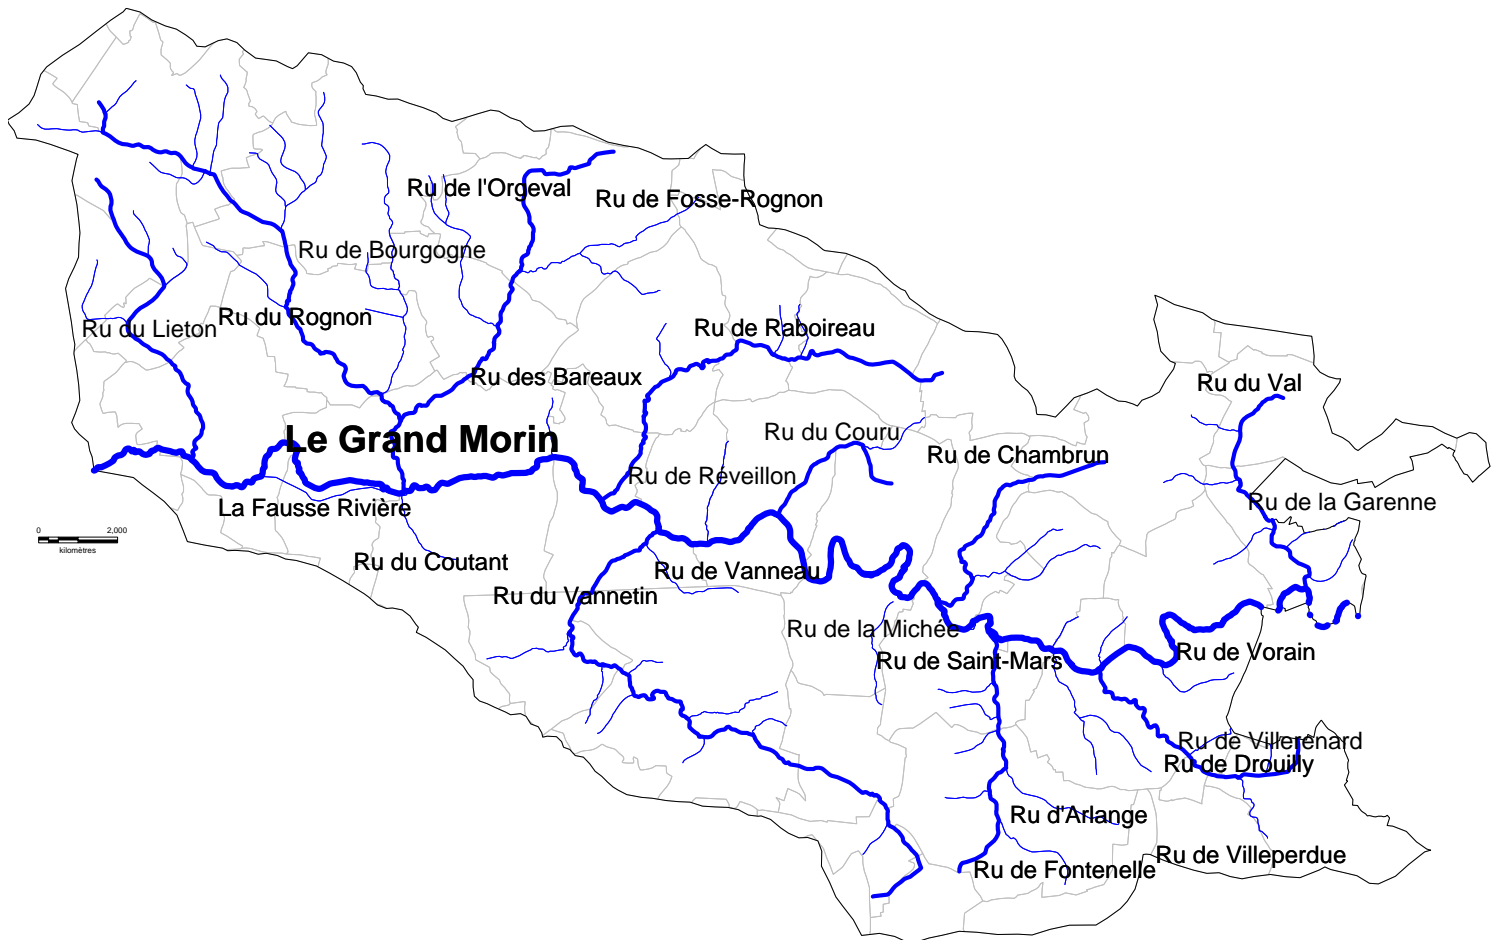 Ru de l'Orgeval
Ru de Fosse-Rognon
Ru de Bourgogne
Ru du Lieton
Ru du Rognon
Ru de Raboireau
Ru des Bareaux
Ru du Val
Le Grand Morin
Ru du Couru
Ru de Chambrun
Ru de Réveillon
Ru de la Garenne
La Fausse Rivière
0 2,000
kilomètres
Ru du Coutant
Ru de Vanneau
Ru du Vannetin
Ru de la Michée
Ru de Saint-Mars
Ru de Vorain
Ru de Villerenard
Ru de Drouilly
Ru d'Arlange
Ru de Villeperdue
Ru de Fontenelle